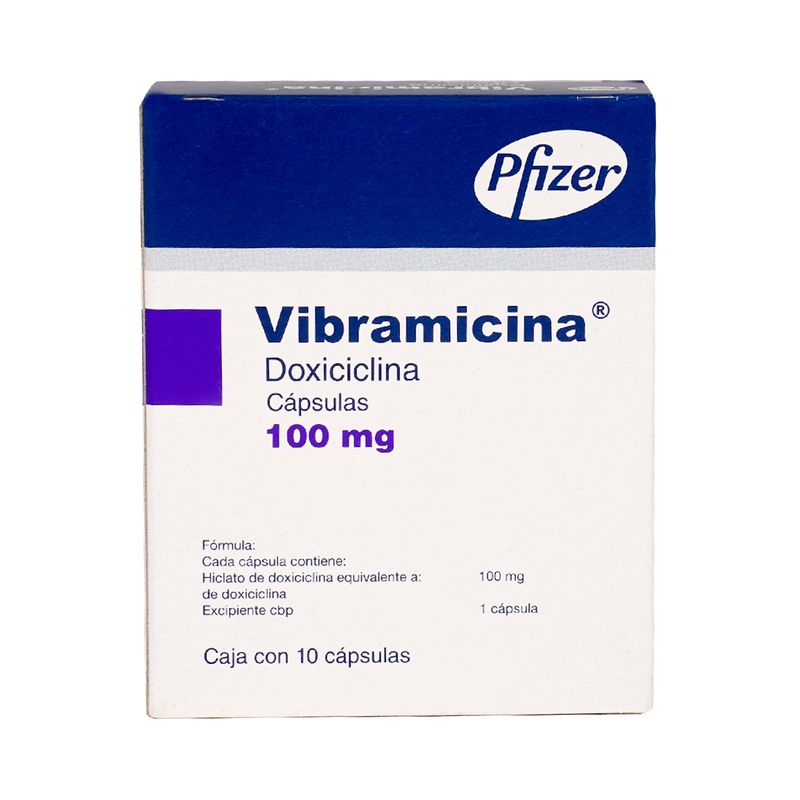 Vibramicina®
Pfizer
Vibramicina®
Doxiciclina
Cápsulas
100 mg
Fórmula:
Cada cápsula contiene:
Hiclato de doxiciclina equivalente a: 100 mg
de doxiciclina
Excipiente cbp 1 cápsula
Caja con 10 cápsulas